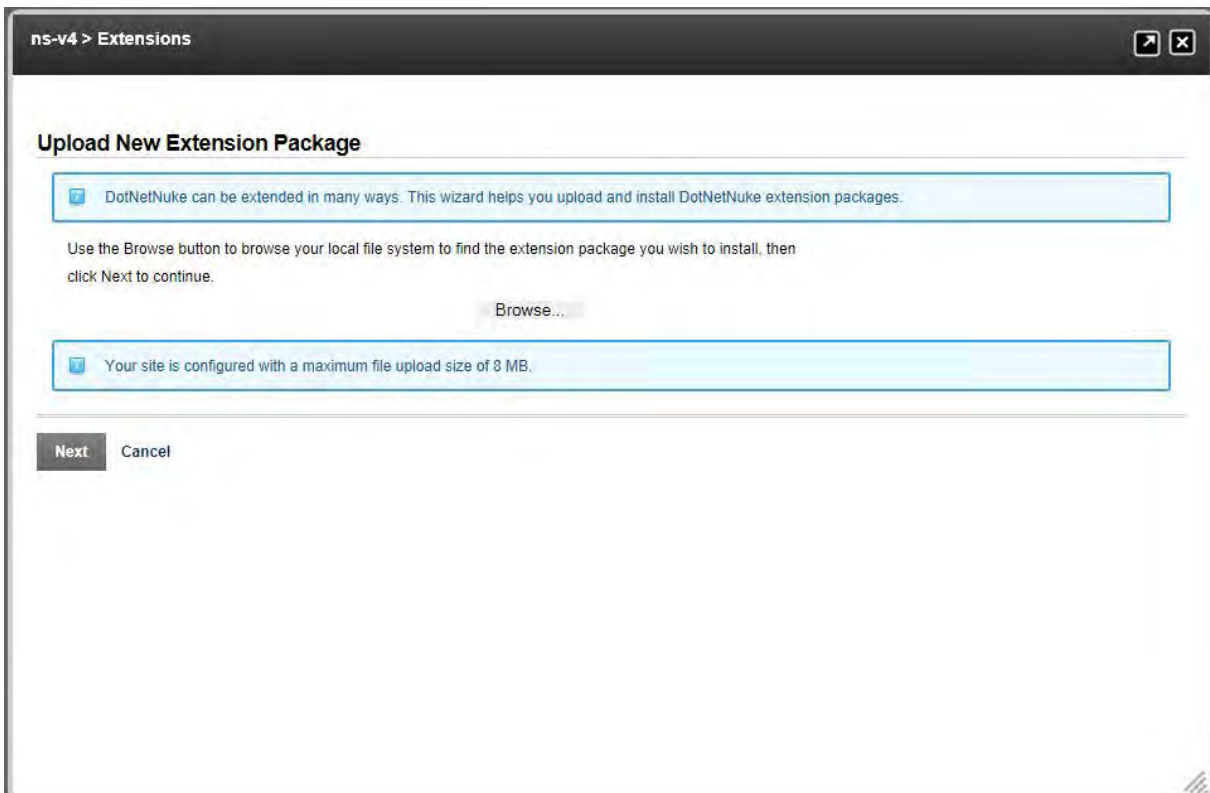 ns-v4 > Extensions
Upload New Extension Package
DotNetNuke can be extended in many ways. This wizard helps you upload and install DotNetNuke extension packages.
Use the Browse button to browse your local file system to find the extension package you wish to install, then
click Next to continue.
Browse...
Your site is configured with a maximum file upload size of 8 MB.
Next Cancel